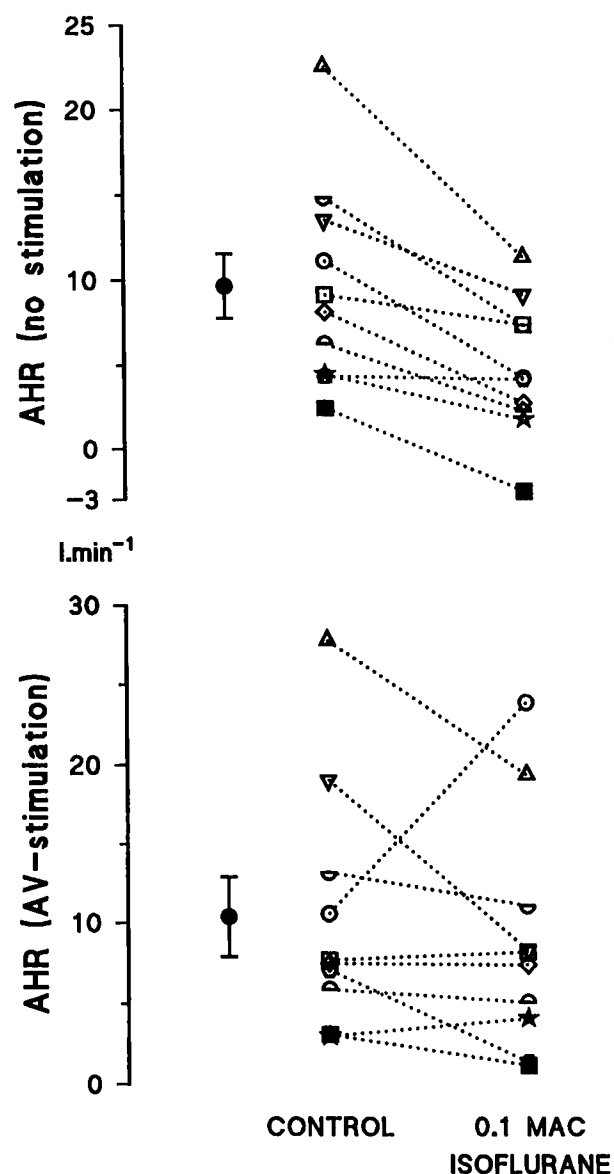 25
20
AHR (no stimulation)
10
0
−3
l.min⁻¹
30
20
AHR (AV−stimulation)
10
0
CONTROL 0.1 MAC
ISOFLURANE